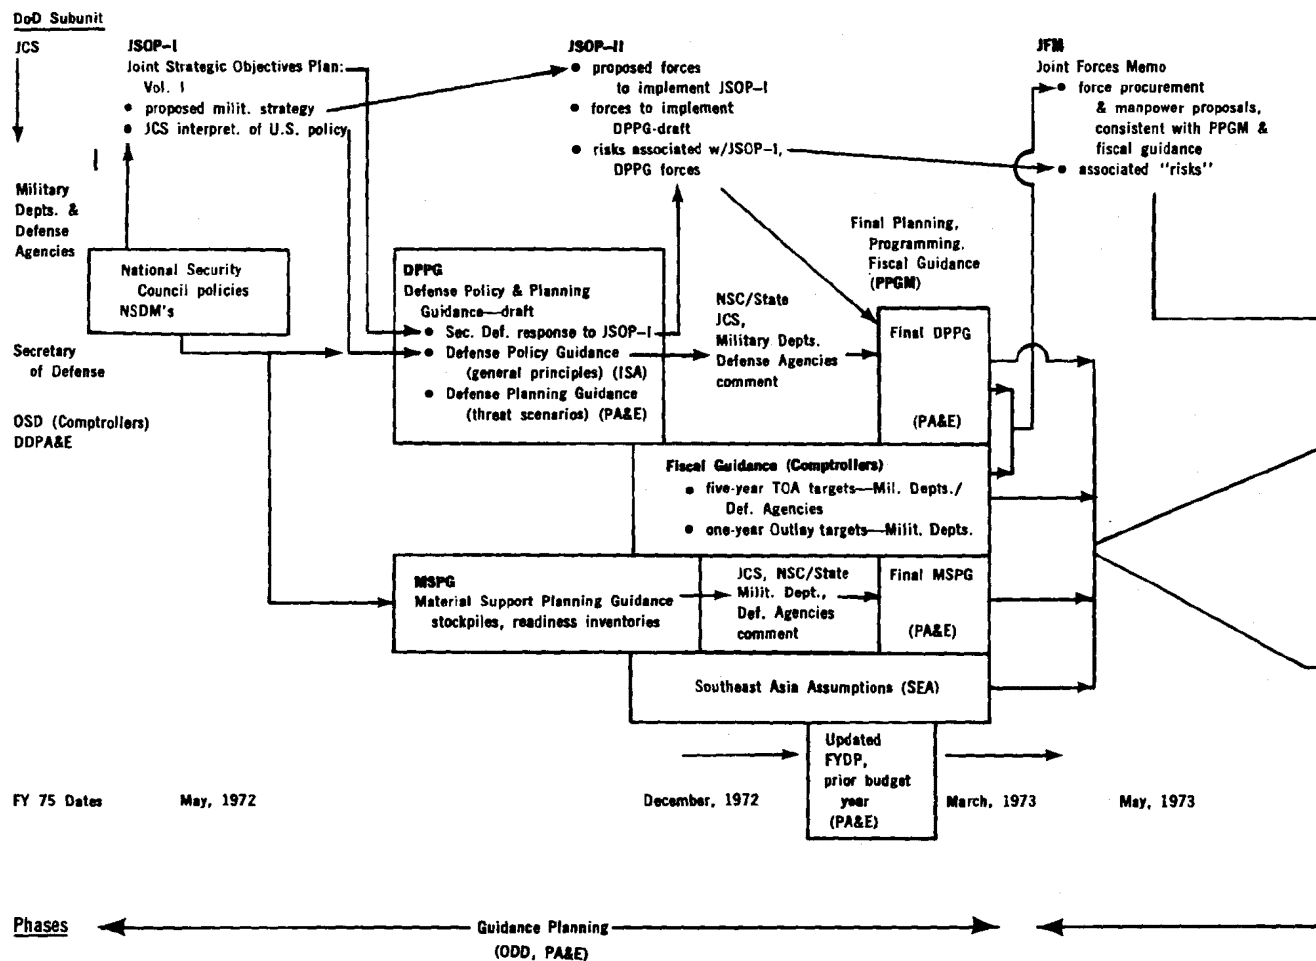 DoD Subunit
JCS
Military
Depts. &
Defense
Agencies
Secretary
of Defense
OSD (Comptrollers)
DDPA&E
JSOP-I
Joint Strategic Objectives Plan:
Vol. I
• proposed milit. strategy
• JCS interpret. of U.S. policy
National Security
Council policies
NSDM's
JSOP-II
• proposed forces
to implement JSOP-I
• forces to implement
DPPG-draft
• risks associated w/JSOP-I,
DPPG forces
JFM
Joint Forces Memo
• force procurement
& manpower proposals,
consistent with PPGM &
fiscal guidance
• associated "risks"
DPPG
Defense Policy & Planning
Guidance—draft
• Sec. Def. response to JSOP-I
• Defense Policy Guidance
(general principles) (ISA)
• Defense Planning Guidance
(threat scenarios) (PA&E)
NSC/State
JCS,
Military Depts.
Defense Agencies
comment
Final Planning,
Programming,
Fiscal Guidance
(PPGM)
Final DPPG
(PA&E)
Fiscal Guidance (Comptrollers)
• five-year TOA targets—Mil. Depts./
Def. Agencies
• one-year Outlay targets—Milit. Depts.
MSPG
Material Support Planning Guidance
stockpiles, readiness inventories
JCS, NSC/State
Milit. Dept.,
Def. Agencies
comment
Final MSPG
(PA&E)
Southeast Asia Assumptions (SEA)
Updated
FYDP,
prior budget
year
(PA&E)
FY 75 Dates
May, 1972
December, 1972
March, 1973
May, 1973
Phases
Guidance Planning
(ODD, PA&E)